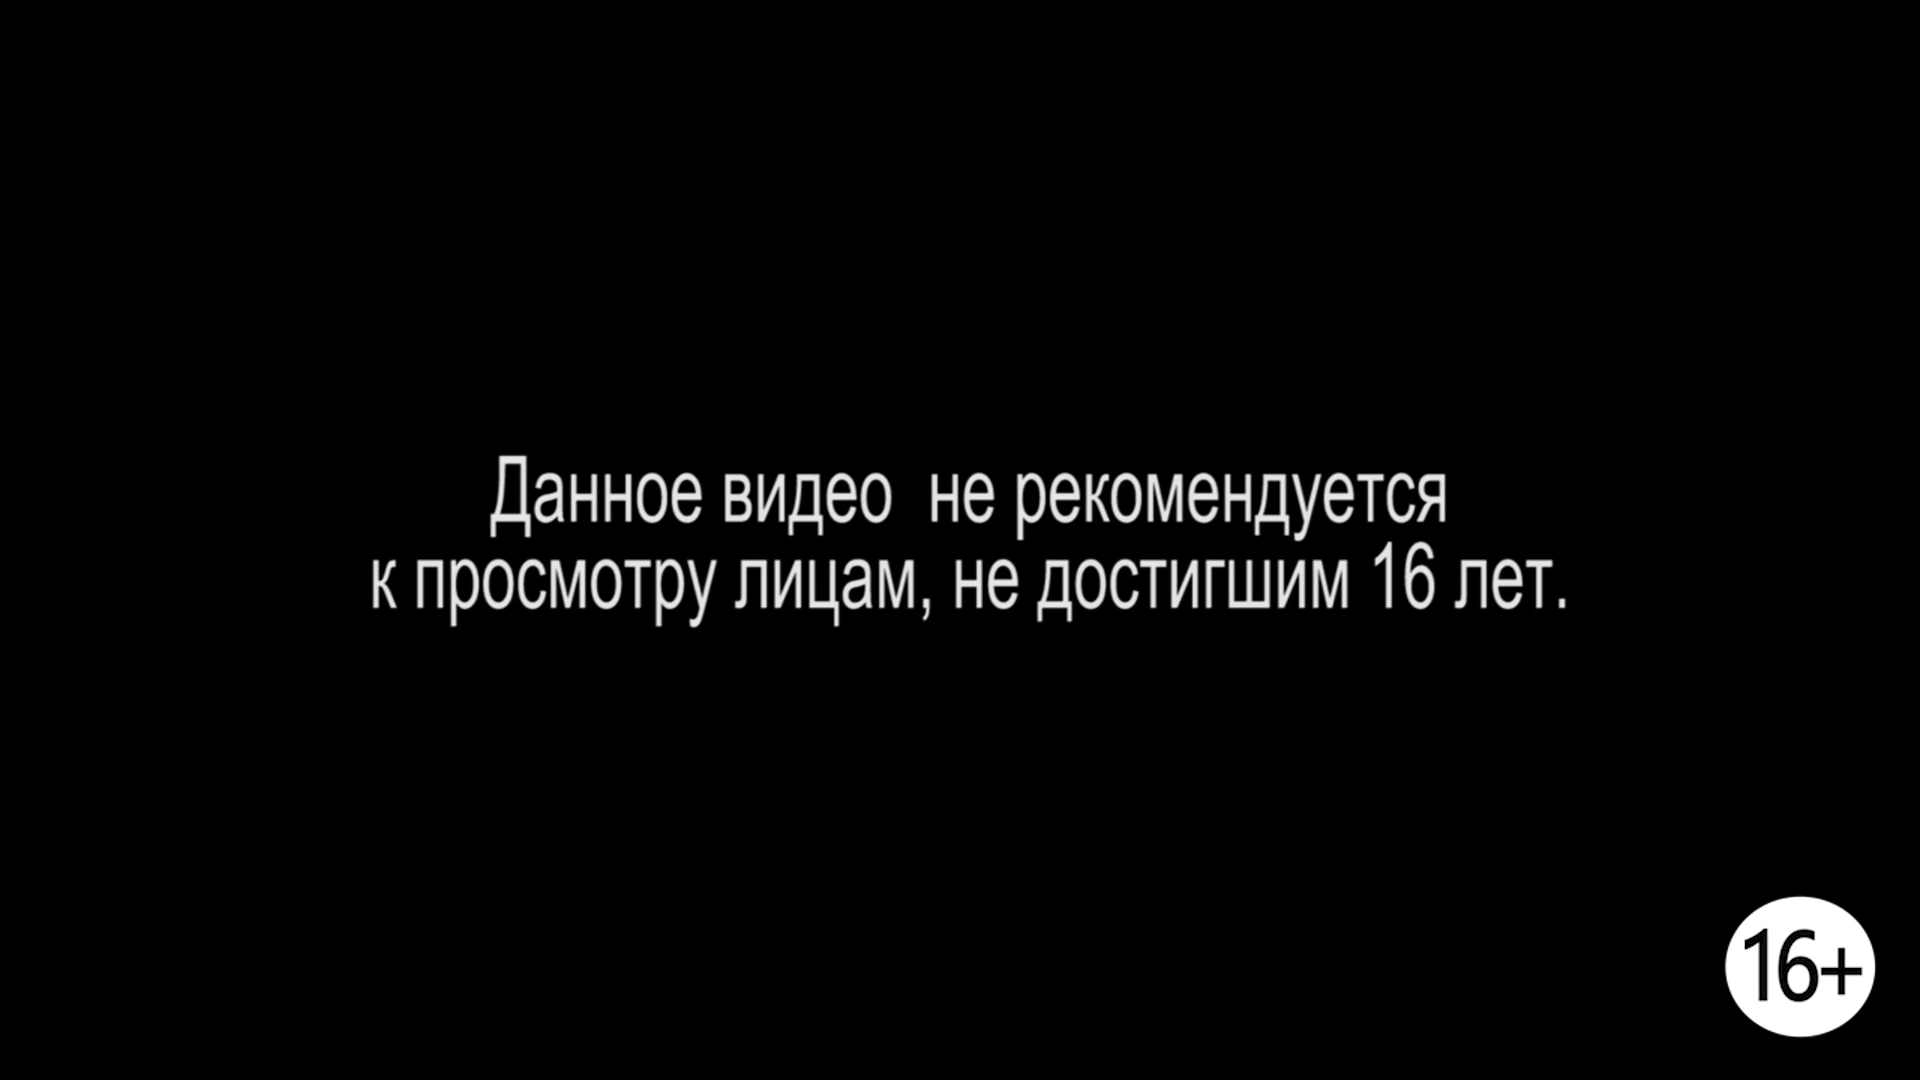 Данное видео не рекомендуется
к просмотру лицам, не достигшим 16 лет.
16+